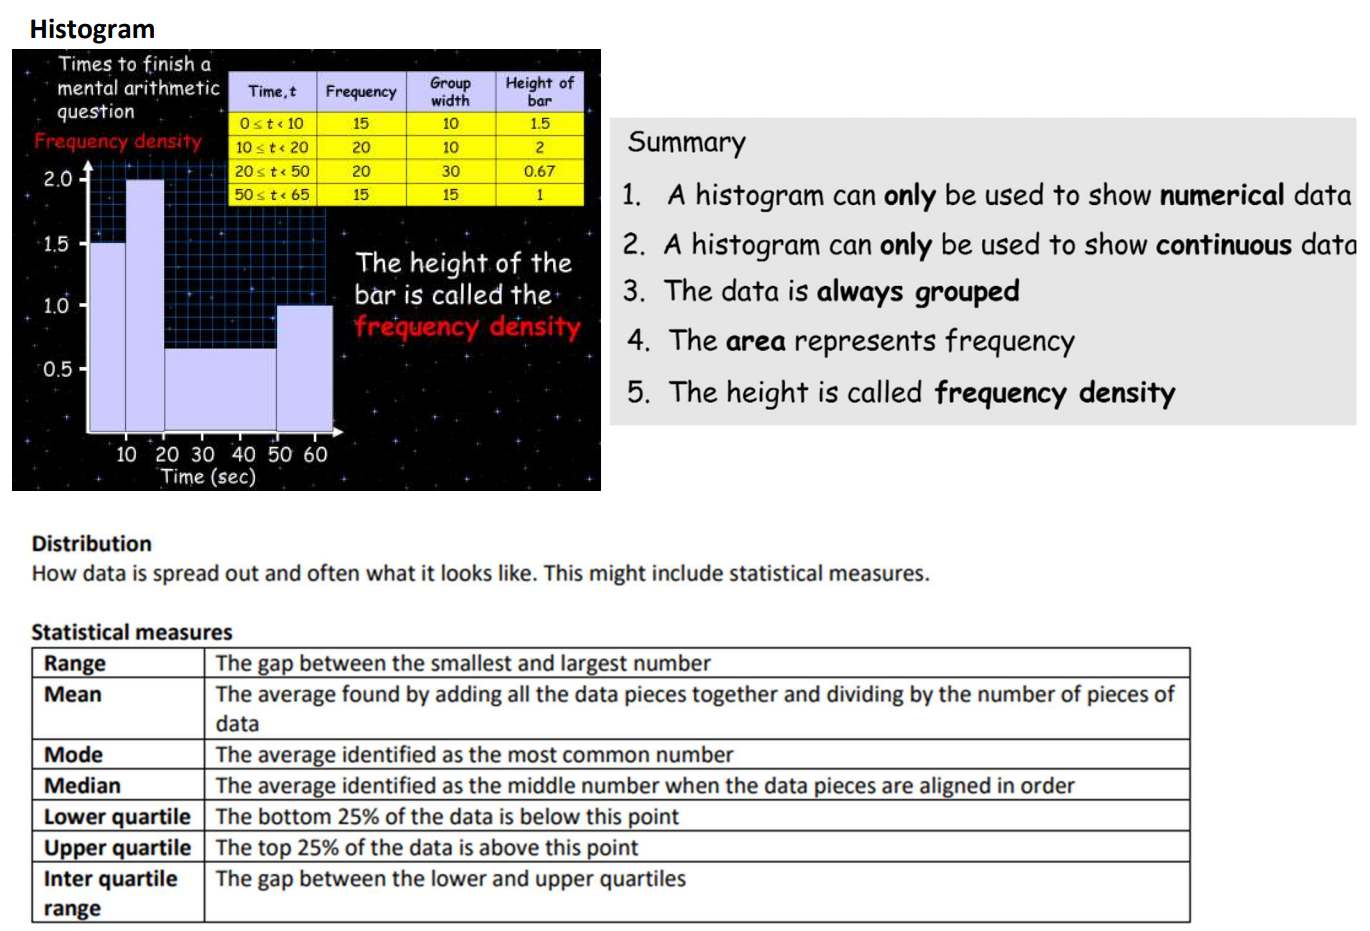 Histogram
Times to finish a
mental arithmetic
question
Frequency density
Time, t Frequency Group width Height of bar
0 ≤ t < 10 15 10 1.5
10 ≤ t < 20 20 10 2
20 ≤ t < 50 20 30 0.67
50 ≤ t < 65 15 15 1
2.0
1.5
1.0
0.5
10 20 30 40 50 60
Time (sec)
The height of the
bar is called the
frequency density
Summary
1. A histogram can only be used to show numerical data
2. A histogram can only be used to show continuous data
3. The data is always grouped
4. The area represents frequency
5. The height is called frequency density
Distribution
How data is spread out and often what it looks like. This might include statistical measures.
Statistical measures
Range The gap between the smallest and largest number
Mean The average found by adding all the data pieces together and dividing by the number of pieces of
data
Mode The average identified as the most common number
Median The average identified as the middle number when the data pieces are aligned in order
Lower quartile The bottom 25% of the data is below this point
Upper quartile The top 25% of the data is above this point
Inter quartile The gap between the lower and upper quartiles
range